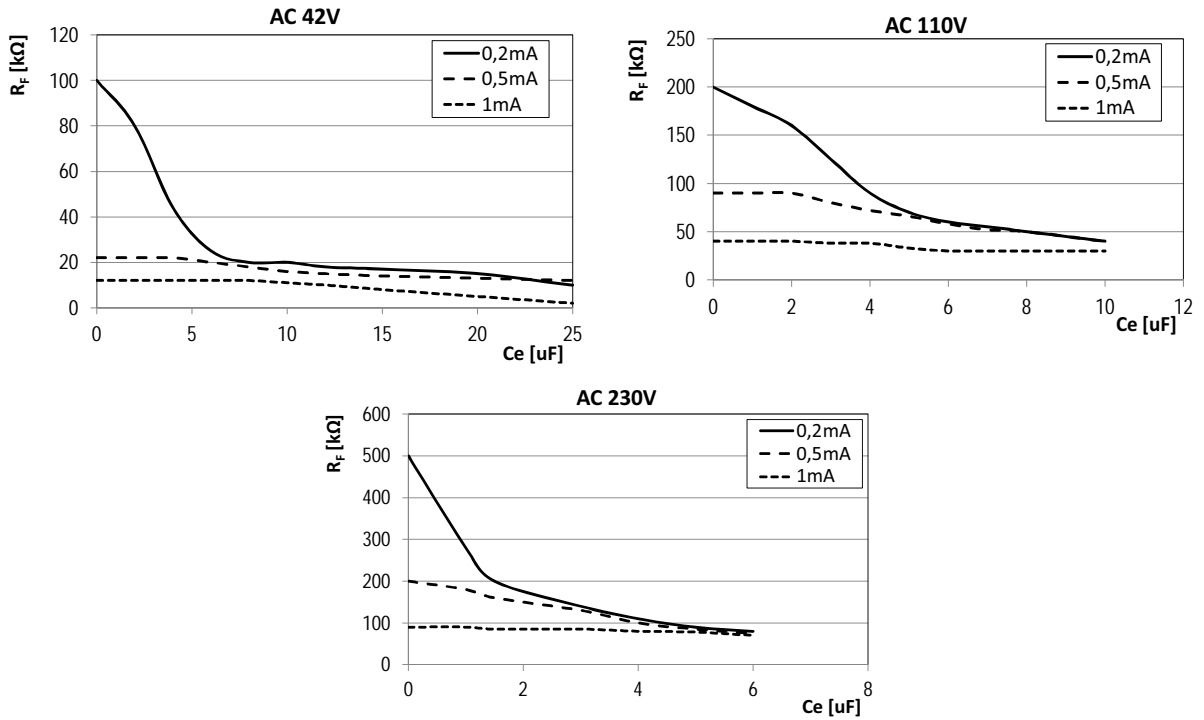 AC 42V
R_F [kΩ]
120
100
80
60
40
20
0
0 5 10 15 20 25
Ce [uF]
0,2mA
0,5mA
1mA
AC 110V
R_F [kΩ]
250
200
150
100
50
0
0 2 4 6 8 10 12
Ce [uF]
0,2mA
0,5mA
1mA
AC 230V
R_F [kΩ]
600
500
400
300
200
100
0
0 2 4 6 8
Ce [uF]
0,2mA
0,5mA
1mA